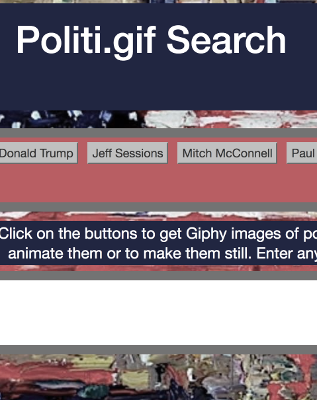 Politi.gif Search
Donald Trump Jeff Sessions Mitch McConnell Paul
Click on the buttons to get Giphy images of po
animate them or to make them still. Enter any